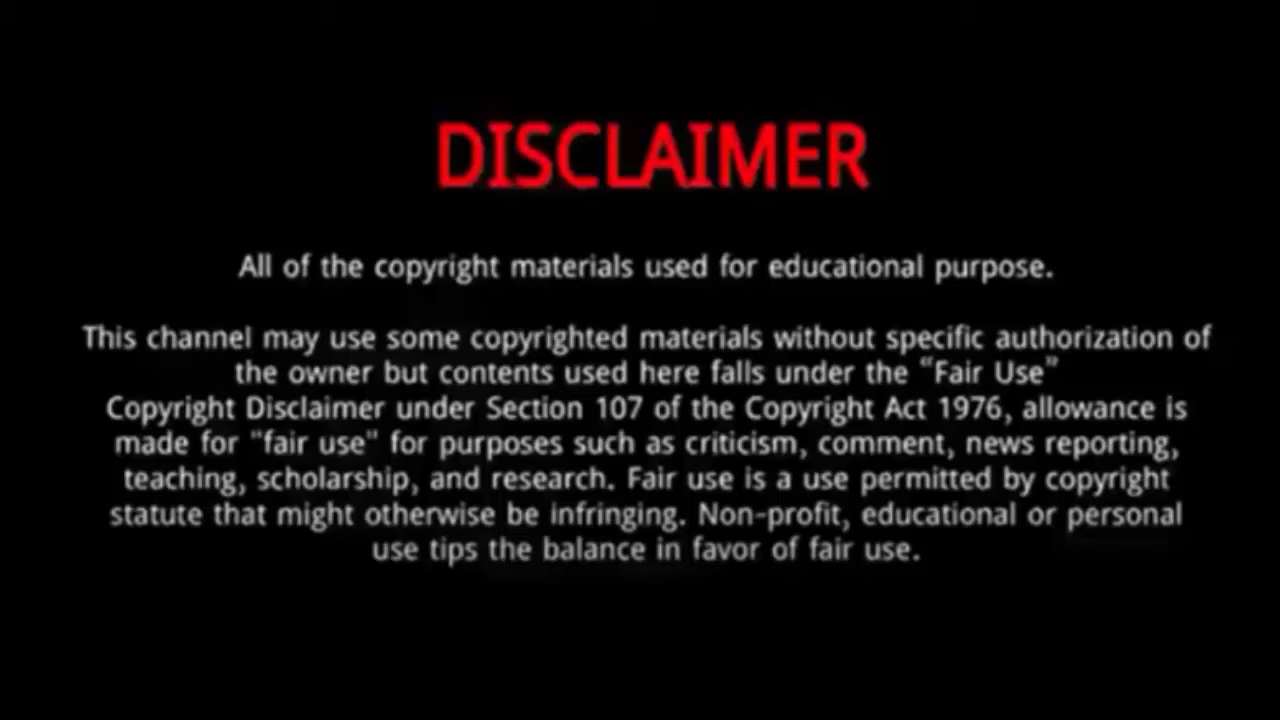 DISCLAIMER
All of the copyright materials used for educational purpose.
This channel may use some copyrighted materials without specific authorization of
the owner but contents used here falls under the “Fair Use”
Copyright Disclaimer under Section 107 of the Copyright Act 1976, allowance is
made for "fair use" for purposes such as criticism, comment, news reporting,
teaching, scholarship, and research. Fair use is a use permitted by copyright
statute that might otherwise be infringing. Non-profit, educational or personal
use tips the balance in favor of fair use.